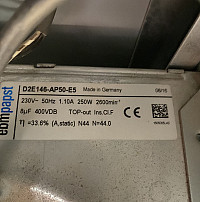 ebmpapst
D2E146-AP50-E5 Made in Germany 06/15
230V~ 50Hz 1.10A 250W 2600min⁻¹
8µF 400VDB TOP-out Ins.Cl.F
η =33.6% (A,static) N44 N=44.0
CE